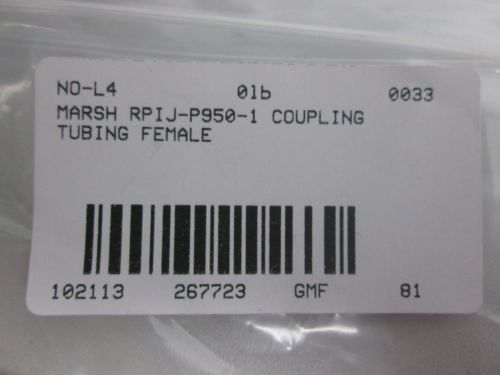 NO-L4 01b 0033
MARSH RPIJ-P950-1 COUPLING
TUBING FEMALE
102113 267723 GMF 81